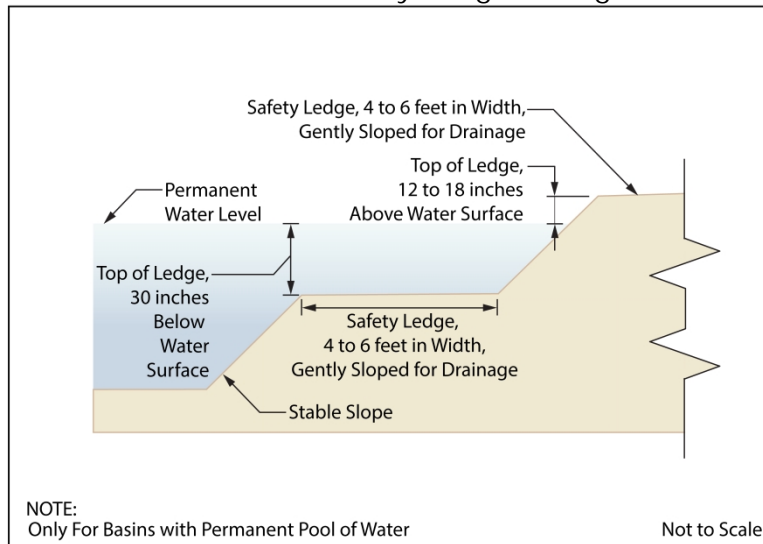 Safety Ledge, 4 to 6 feet in Width,
Gently Sloped for Drainage
Top of Ledge,
12 to 18 inches
Above Water Surface
Permanent
Water Level
Top of Ledge,
30 inches
Below
Water
Surface
Safety Ledge,
4 to 6 feet in Width,
Gently Sloped for Drainage
Stable Slope
NOTE:
Only For Basins with Permanent Pool of Water
Not to Scale